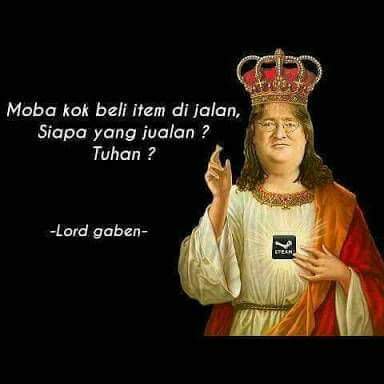 Moba kok beli item di jalan,
Siapa yang jualan ?
Tuhan ?
-Lord gaben-
STEAM